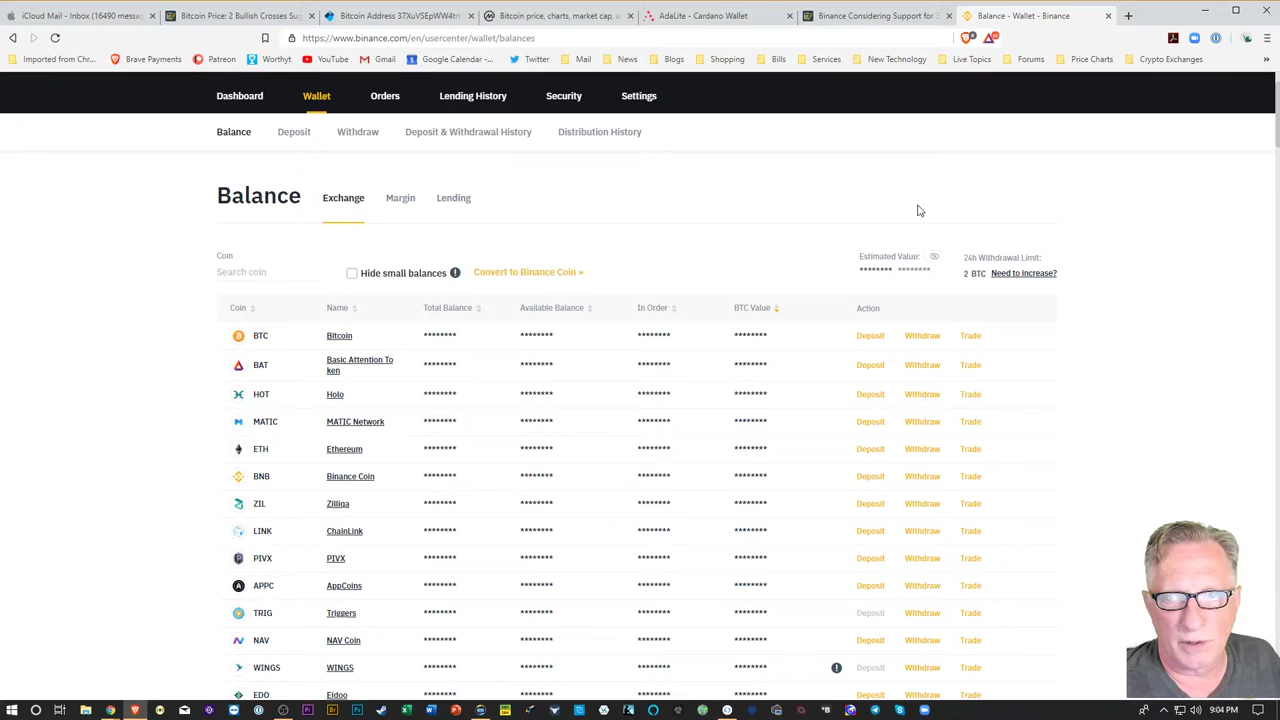 Inbox (16490) - messages
Bitcoin Price: 2 Bullish Crosses Sug
Bitcoin Address 37XuVSEpWW4trk
Bitcoin price, charts, market cap, a
AdaLite - Cardano Wallet
Binance Considering Support for S
Balance - Wallet - Binance
https://www.binance.com/en/usercenter/wallet/balances
Imported from Chr... Brave Payments Patreon Worthy YouTube Gmail Google Calendar -... Twitter Mail News Blogs Shopping Bills Services New Technology Live Topics Forums Price Charts Crypto Exchanges »
Dashboard Wallet Orders Lending History Security Settings
Balance Deposit Withdraw Deposit & Withdrawal History Distribution History
Balance Exchange Margin Lending
Coin
Search coin
Hide small balances
Convert to Binance Coin »
Estimated Value:
******** ********
24h Withdrawal Limit:
2 BTC Need to increase?
Coin Name Total Balance Available Balance In Order BTC Value Action
BTC Bitcoin ******** ******** ******** ******** Deposit Withdraw Trade
BAT Basic Attention To
ken ******** ******** ******** ******** Deposit Withdraw Trade
HOT Holo ******** ******** ******** ******** Deposit Withdraw Trade
MATIC MATIC Network ******** ******** ******** ******** Deposit Withdraw Trade
ETH Ethereum ******** ******** ******** ******** Deposit Withdraw Trade
BNB Binance Coin ******** ******** ******** ******** Deposit Withdraw Trade
ZIL Zilliqa ******** ******** ******** ******** Deposit Withdraw Trade
LINK ChainLink ******** ******** ******** ******** Deposit Withdraw Trade
PIVX PIVX ******** ******** ******** ******** Deposit Withdraw Trade
APPC AppCoins ******** ******** ******** ******** Deposit Withdraw Trade
TRIG Triggers ******** ******** ******** ******** Deposit Withdraw Trade
NAV NAV Coin ******** ******** ******** ******** Deposit Withdraw Trade
WINGS WINGS ******** ******** ******** ******** Deposit Withdraw Trade
EDO Eidoo ******** ******** ******** ******** Deposit Withdraw Trade
9:04 PM